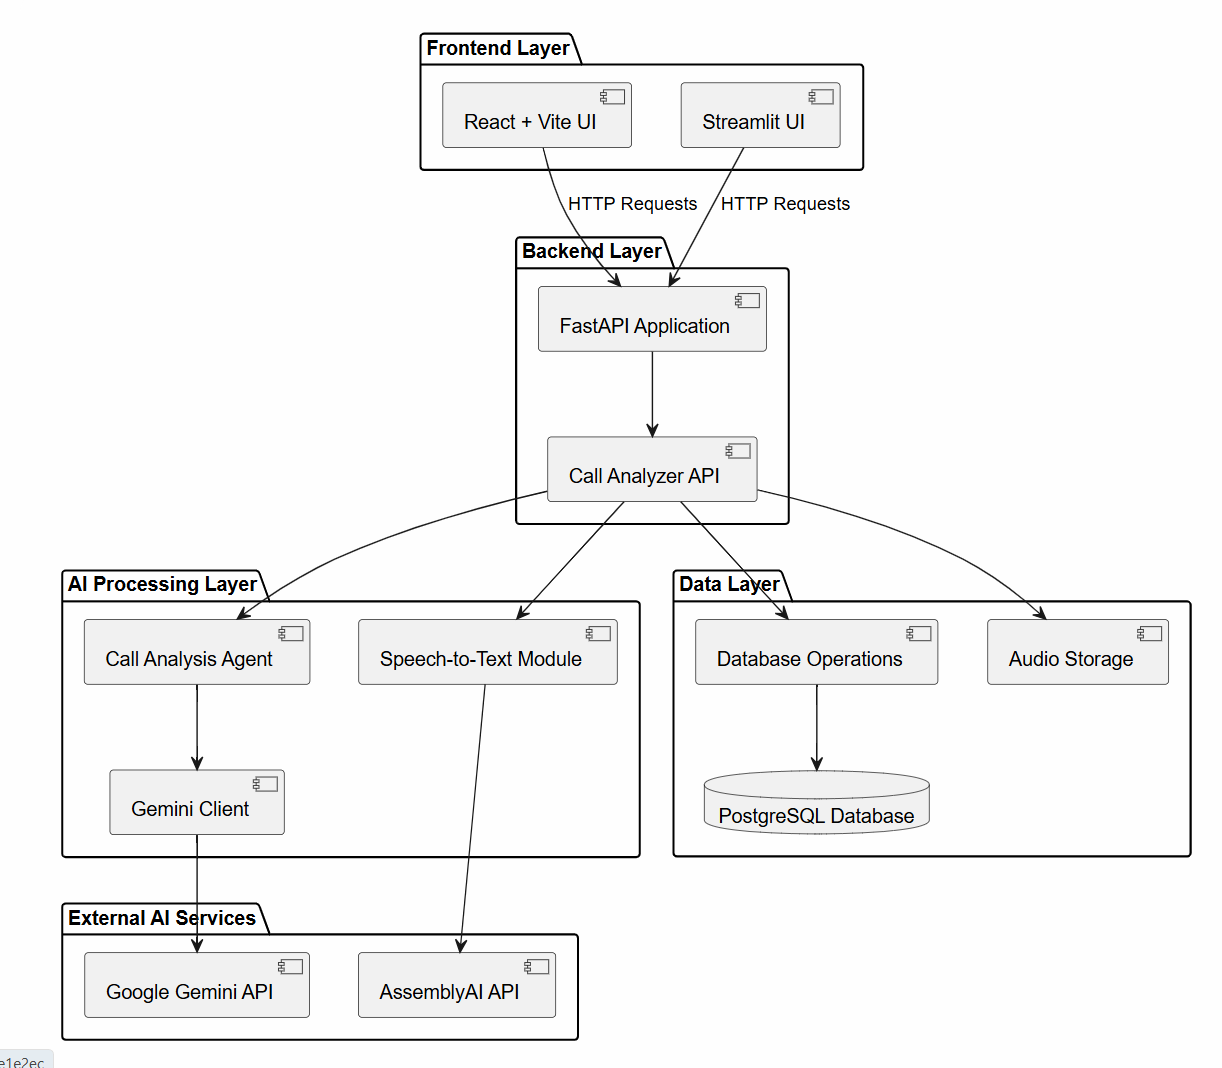 Frontend Layer
React + Vite UI
Streamlit UI
HTTP Requests
HTTP Requests
Backend Layer
FastAPI Application
Call Analyzer API
AI Processing Layer
Data Layer
Call Analysis Agent
Speech-to-Text Module
Database Operations
Audio Storage
Gemini Client
PostgreSQL Database
External AI Services
Google Gemini API
AssemblyAI API
e1e2ec